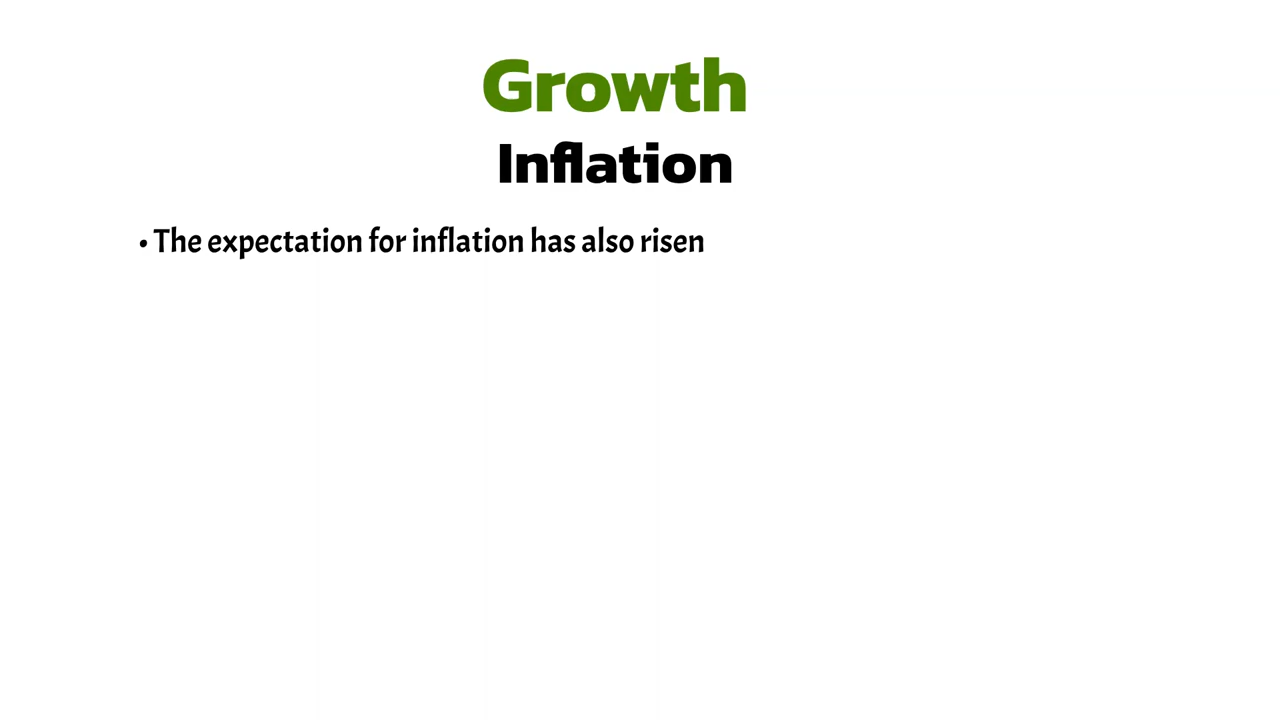 Growth
Inflation
• The expectation for inflation has also risen